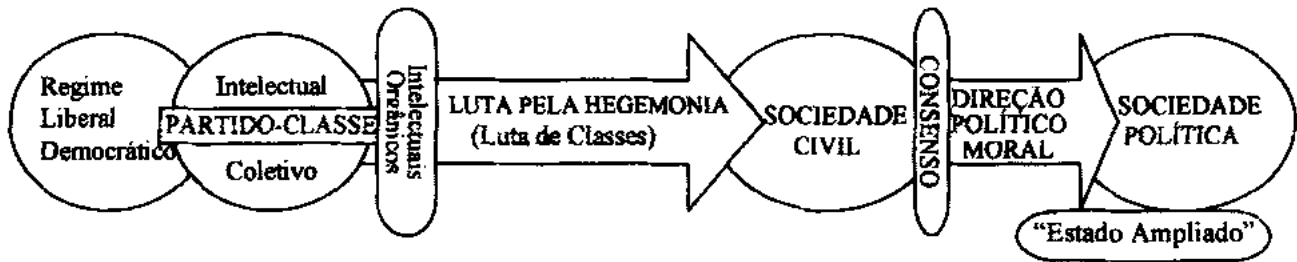 Regime
Liberal
Democrático
Intelectual
PARTIDO-CLASSE
Coletivo
Intelectuais
Orgânicos
LUTA PELA HEGEMONIA
(Luta de Classes)
SOCIEDADE
CIVIL
CONSENSO
DIREÇÃO
POLÍTICO
MORAL
SOCIEDADE
POLÍTICA
"Estado Ampliado"